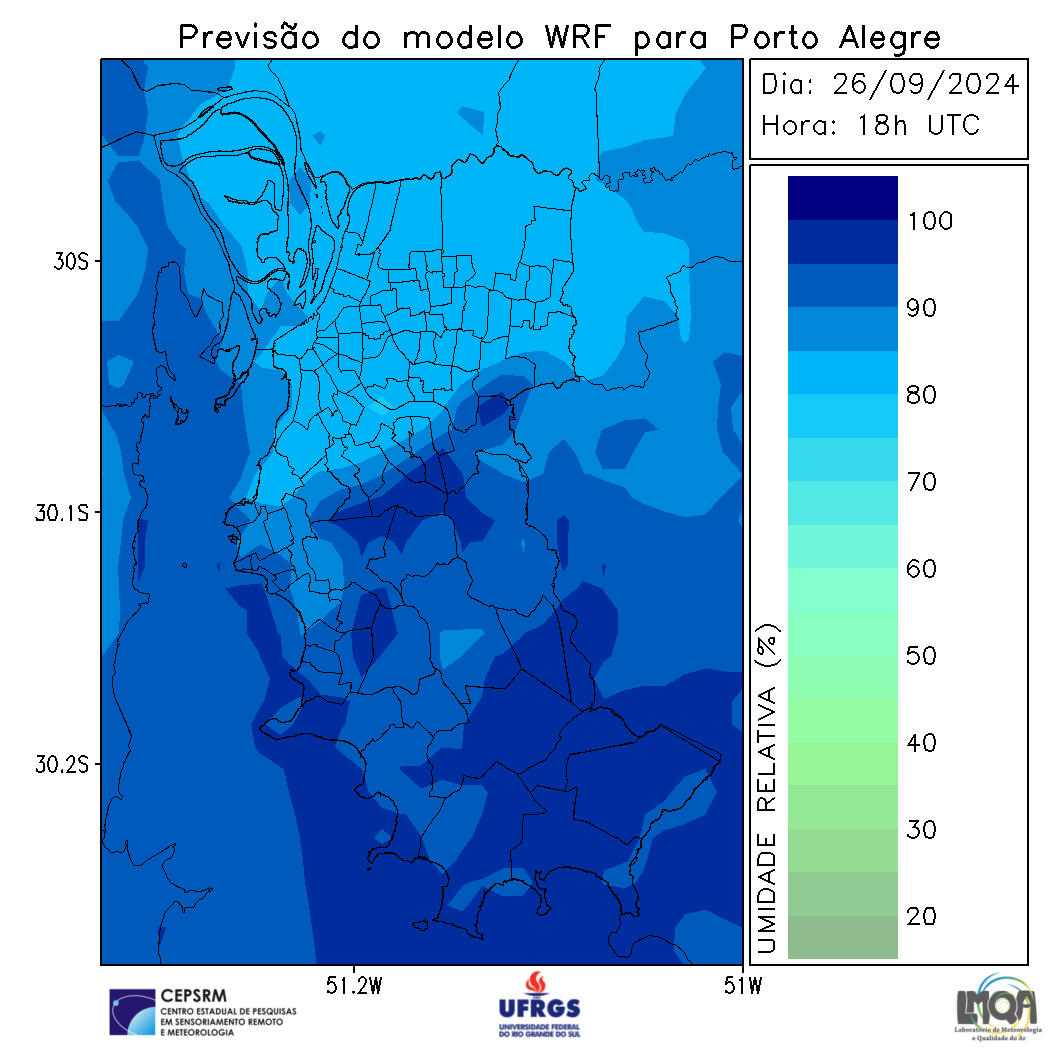 Previsão do modelo WRF para Porto Alegre
Dia: 26/09/2024
Hora: 18h UTC
30S
30.1S
30.2S
51.2W
51W
UMIDADE RELATIVA (%)
100
90
80
70
60
50
40
30
20
CEPSRM
CENTRO ESTADUAL DE PESQUISAS
EM SENSORIAMENTO REMOTO
E METEOROLOGIA
UFRGS
UNIVERSIDADE FEDERAL
DO RIO GRANDE DO SUL
LMQA
Laboratório de Meteorologia
e Qualidade do Ar